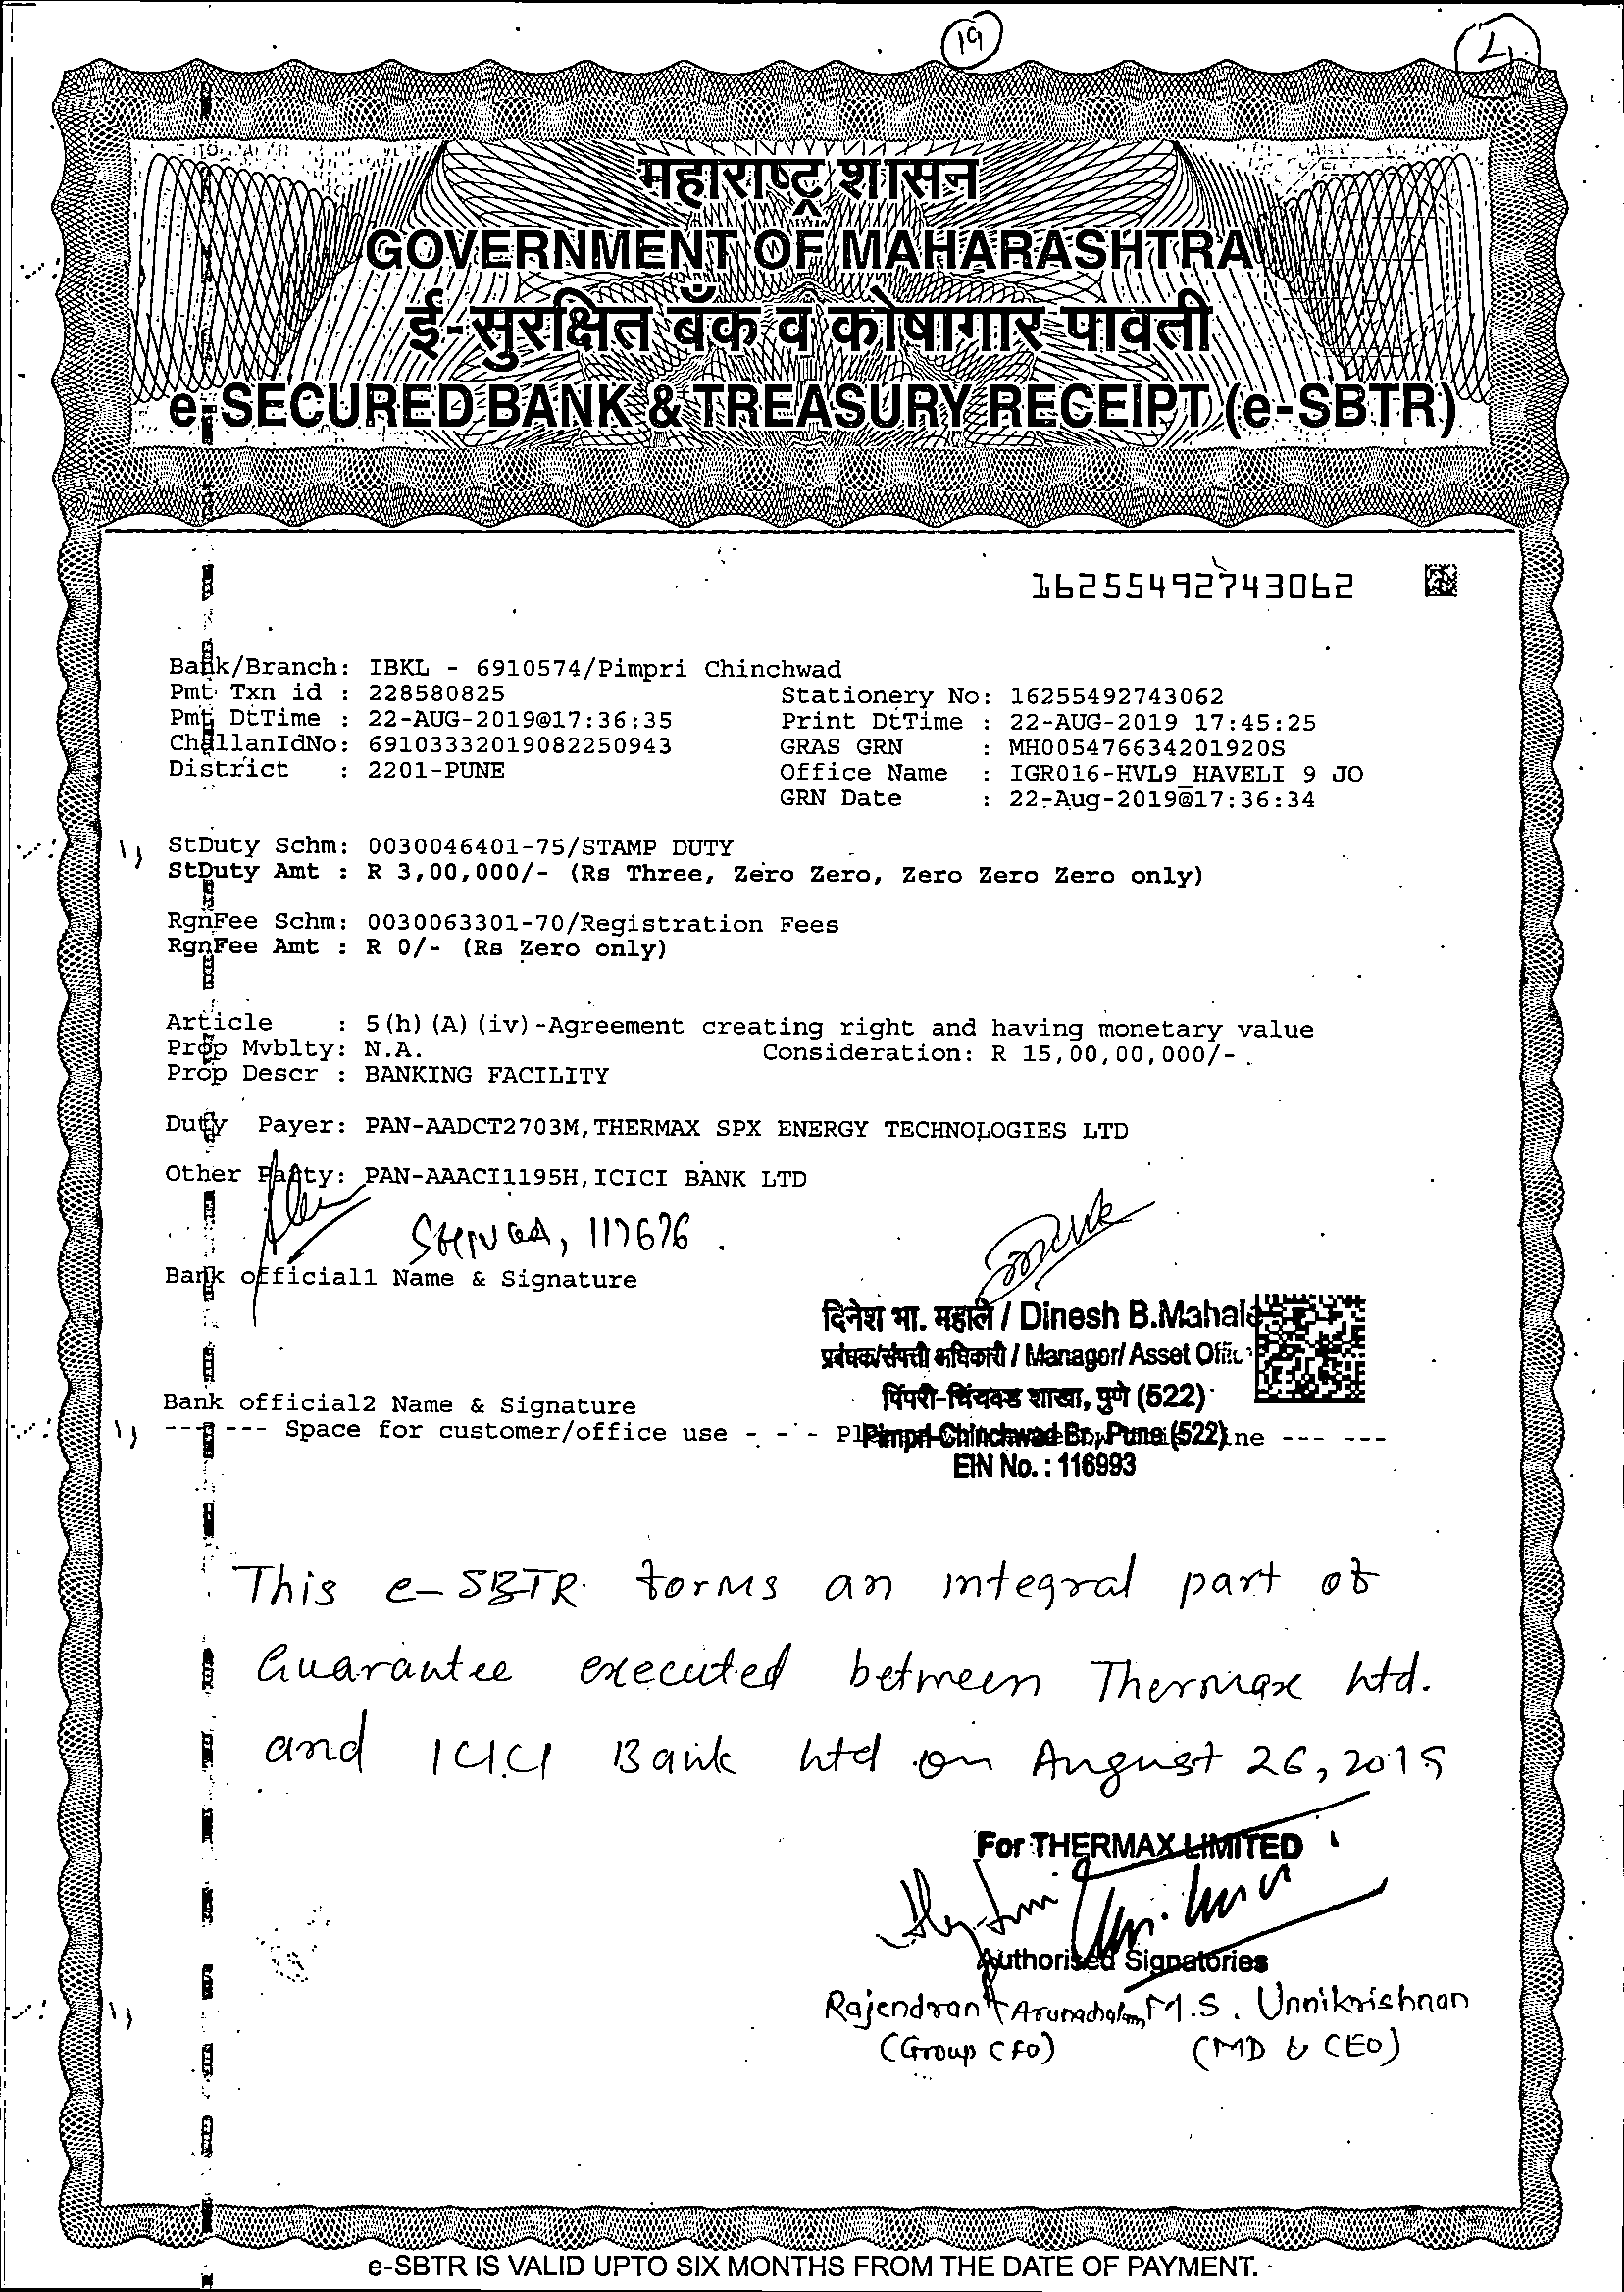 19
महाराष्ट्र शासन
GOVERNMENT OF MAHARASHTRA
ई-सुरक्षित बँक व कोषागार पावती
e-SECURED BANK & TREASURY RECEIPT (e-SBTR)
16255492743062
Bank/Branch: IBKL - 6910574/Pimpri Chinchwad
Pmt Txn id : 228580825 Stationery No: 16255492743062
Pmt DtTime : 22-AUG-2019@17:36:35 Print DtTime : 22-AUG-2019 17:45:25
ChallanIdNo: 69103332019082250943 GRAS GRN : MH005476634201920S
District : 2201-PUNE Office Name : IGR016-HVL9_HAVELI 9 JO
GRN Date : 22-Aug-2019@17:36:34
StDuty Schm: 0030046401-75/STAMP DUTY
StDuty Amt : R 3,00,000/- (Rs Three, Zero Zero, Zero Zero Zero only)
RgnFee Schm: 0030063301-70/Registration Fees
RgnFee Amt : R 0/- (Rs Zero only)
Article : 5(h)(A)(iv)-Agreement creating right and having monetary value
Prop Mvblty: N.A. Consideration: R 15,00,00,000/-
Prop Descr : BANKING FACILITY
Duty Payer: PAN-AADCT2703M,THERMAX SPX ENERGY TECHNOLOGIES LTD
Other Party: PAN-AAACI1195H,ICICI BANK LTD
117676
Bank official1 Name & Signature
दिनेश भा. महाले / Dinesh B.Mahale
प्रबंधक/संपत्ती अधिकारी / Manager/ Asset Offic
पिंपरी-चिंचवड शाखा, पुणे (522)
Bank official2 Name & Signature
--- --- Space for customer/office use - - - Pimpri-Chinchwad Br., Pune (522) --- ---
EIN No. : 116993
This e-SBTR forms an integral part of
Guarantee executed between Thermax Ltd.
and ICICI Bank Ltd on August 26, 2019
For THERMAX LIMITED
Authorised Signatories
Rajendran Arunachalam, M.S. Unnikrishnan
(Group CFO) (MD & CEO)
e-SBTR IS VALID UPTO SIX MONTHS FROM THE DATE OF PAYMENT.